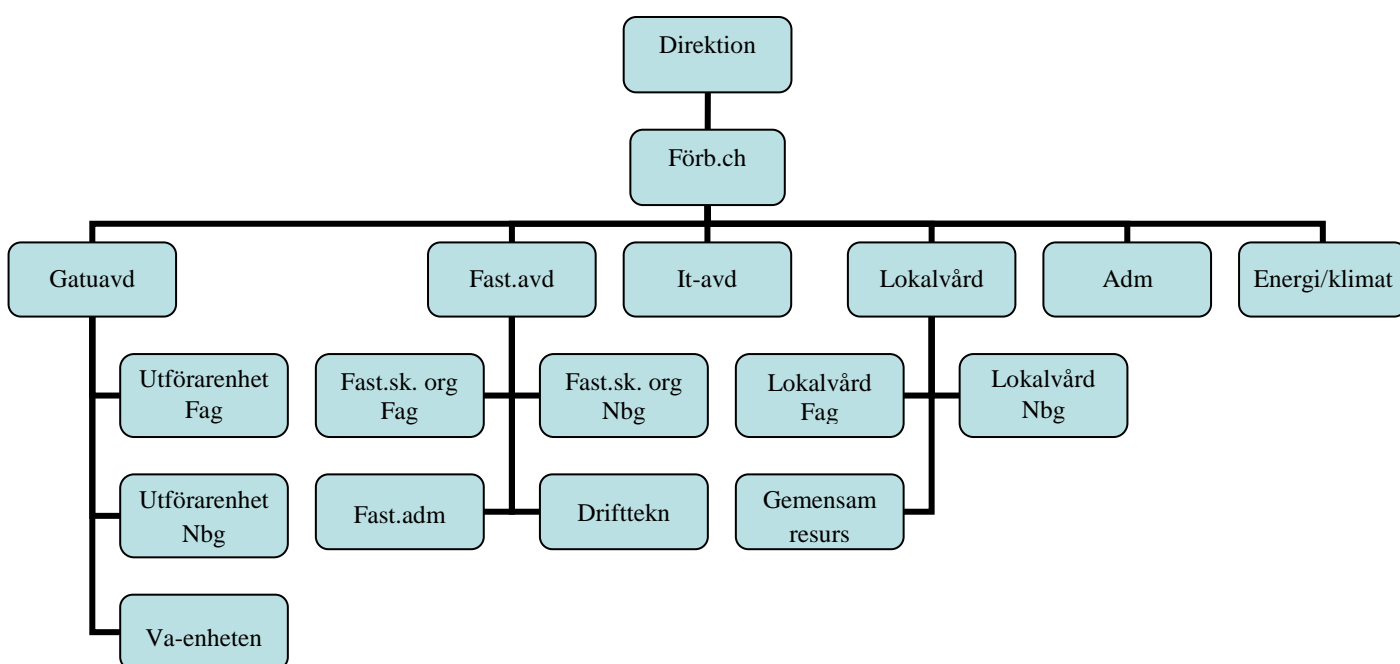 Direktion
Förb.ch
Gatuavd
Fast.avd
It-avd
Lokalvård
Adm
Energi/klimat
Utförarenhet
Fag
Fast.sk. org
Fag
Fast.sk. org
Nbg
Lokalvård
Fag
Lokalvård
Nbg
Utförarenhet
Nbg
Fast.adm
Drifttekn
Gemensam
resurs
Va-enheten